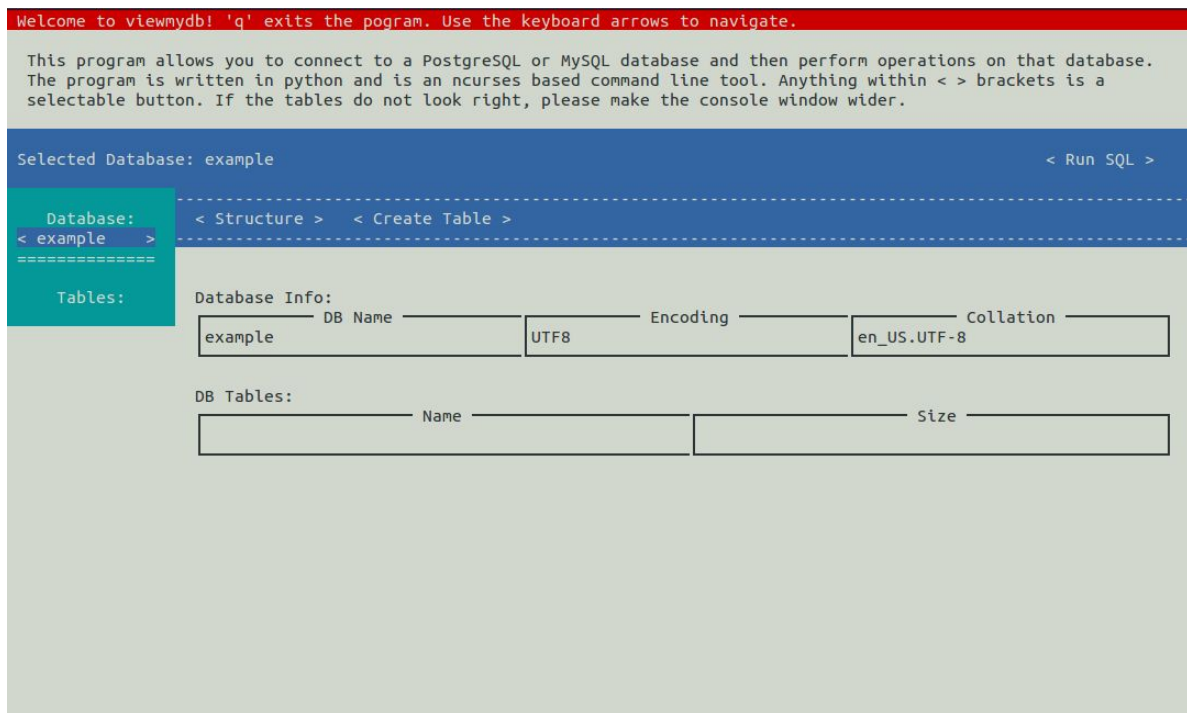 Welcome to viewmydb! 'q' exits the pogram. Use the keyboard arrows to navigate.
This program allows you to connect to a PostgreSQL or MySQL database and then perform operations on that database.
The program is written in python and is an ncurses based command line tool. Anything within < > brackets is a
selectable button. If the tables do not look right, please make the console window wider.
Selected Database: example < Run SQL >
Database:
< example >
==============
Tables:
< Structure > < Create Table >
Database Info:
DB Name Encoding Collation
example UTF8 en_US.UTF-8
DB Tables:
Name Size